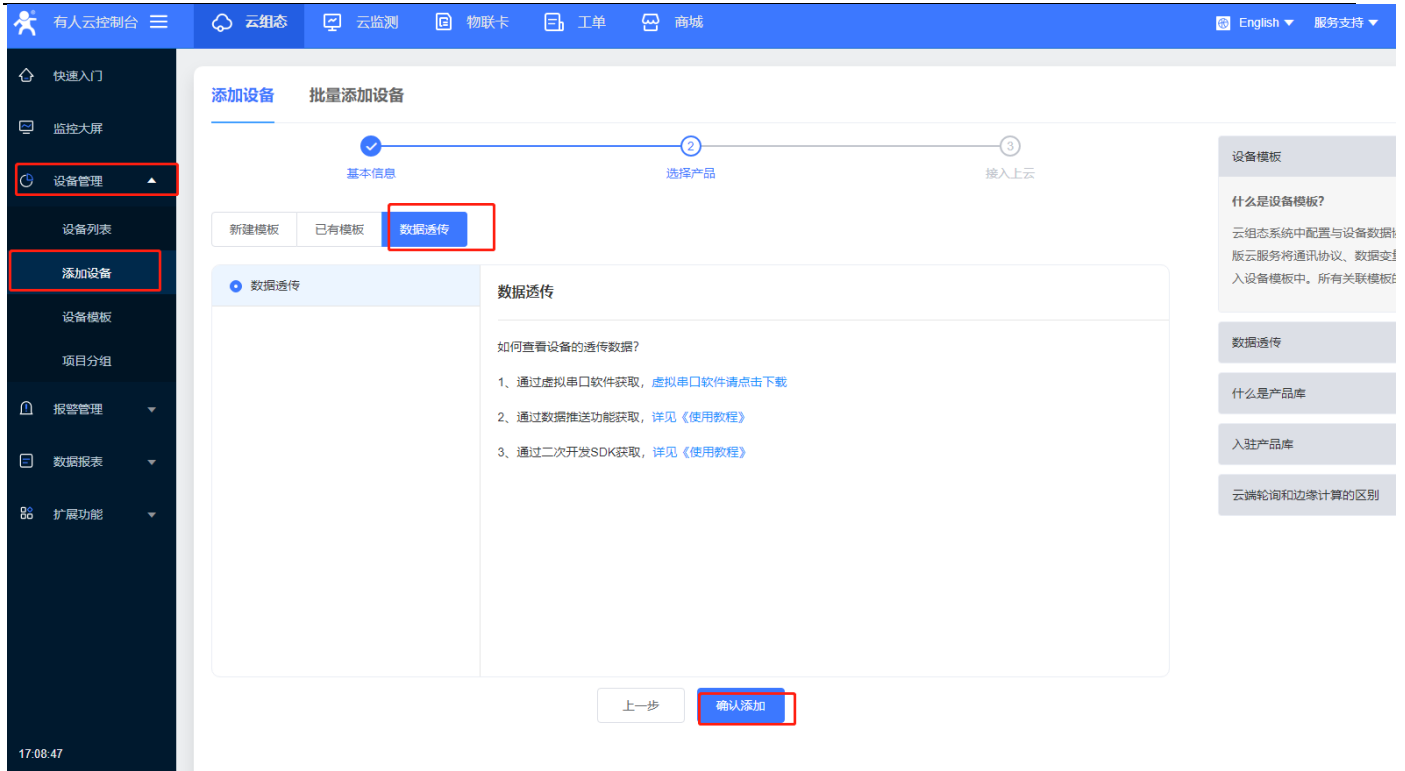 有人云控制台
云组态
云监测
物联卡
工单
商城
English
服务支持
快速入门
监控大屏
设备管理
设备列表
添加设备
设备模板
项目分组
报警管理
数据报表
扩展功能
17:08:47
添加设备
批量添加设备
基本信息
2
选择产品
3
接入上云
新建模板
已有模板
数据透传
数据透传
数据透传
如何查看设备的透传数据?
1、通过虚拟串口软件获取，虚拟串口软件请点击下载
2、通过数据推送功能获取，详见《使用教程》
3、通过二次开发SDK获取，详见《使用教程》
上一步
确认添加
设备模板
什么是设备模板?
云组态系统中配置与设备数据
版云服务将通讯协议、数据变
入设备模板中。所有关联模板
数据透传
什么是产品库
入驻产品库
云端轮询和边缘计算的区别